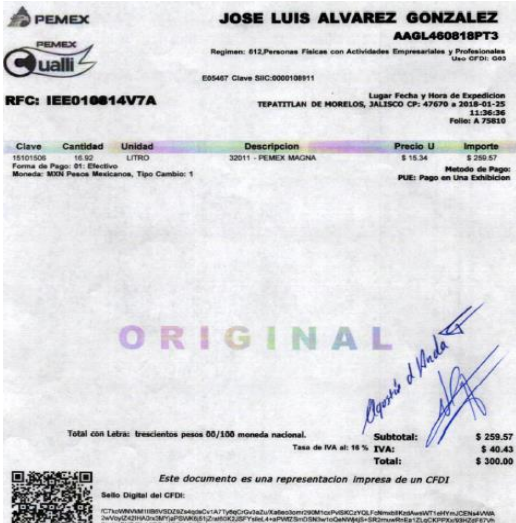 PEMEX
PEMEX
Qualli
JOSE LUIS ALVAREZ GONZALEZ
AAGL460818PT3
Regimen: 612,Personas Fisicas con Actividades Empresariales y Profesionales
Uso CFDI: G03
E05467 Clave SIIC:0000108911
RFC: IEE010614V7A
Lugar Fecha y Hora de Expedicion
TEPATITLAN DE MORELOS, JALISCO CP: 47670 a 2018-01-25
11:36:36
Folio: A 75810
Clave Cantidad Unidad Descripcion Precio U Importe
15101506 16.92 LITRO 32011 - PEMEX MAGNA $ 15.34 $ 259.57
Forma de Pago: 01: Efectivo
Moneda: MXN Pesos Mexicanos, Tipo Cambio: 1
Metodo de Pago:
PUE: Pago en Una Exhibicion
ORIGINAL
Agustín d Anda
Total con Letra: trescientos pesos 00/100 moneda nacional.
Subtotal: $ 259.57
Tasa de IVA al: 16 % IVA: $ 40.43
Total: $ 300.00
Este documento es una representacion impresa de un CFDI
Sello Digital del CFDI: